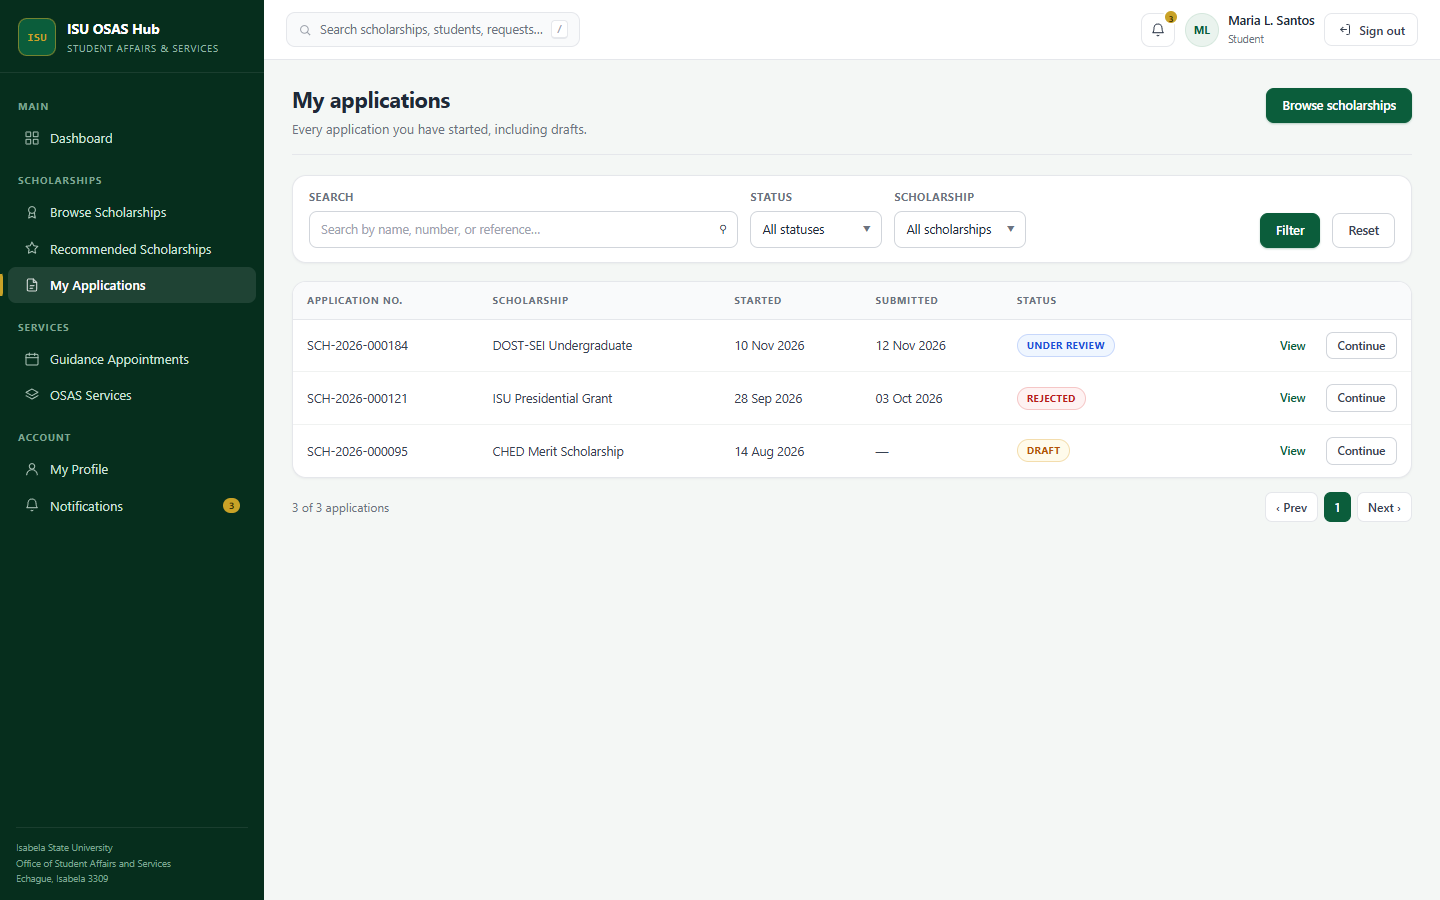 ISU
ISU OSAS Hub
STUDENT AFFAIRS & SERVICES
MAIN
Dashboard
SCHOLARSHIPS
Browse Scholarships
Recommended Scholarships
My Applications
SERVICES
Guidance Appointments
OSAS Services
ACCOUNT
My Profile
Notifications 3
Isabela State University
Office of Student Affairs and Services
Echague, Isabela 3309
Search scholarships, students, requests... /
3
ML
Maria L. Santos
Student
Sign out
My applications
Every application you have started, including drafts.
Browse scholarships
SEARCH STATUS SCHOLARSHIP
Search by name, number, or reference... All statuses All scholarships Filter Reset
APPLICATION NO. SCHOLARSHIP STARTED SUBMITTED STATUS
SCH-2026-000184 DOST-SEI Undergraduate 10 Nov 2026 12 Nov 2026 UNDER REVIEW View Continue
SCH-2026-000121 ISU Presidential Grant 28 Sep 2026 03 Oct 2026 REJECTED View Continue
SCH-2026-000095 CHED Merit Scholarship 14 Aug 2026 — DRAFT View Continue
3 of 3 applications ‹ Prev 1 Next ›